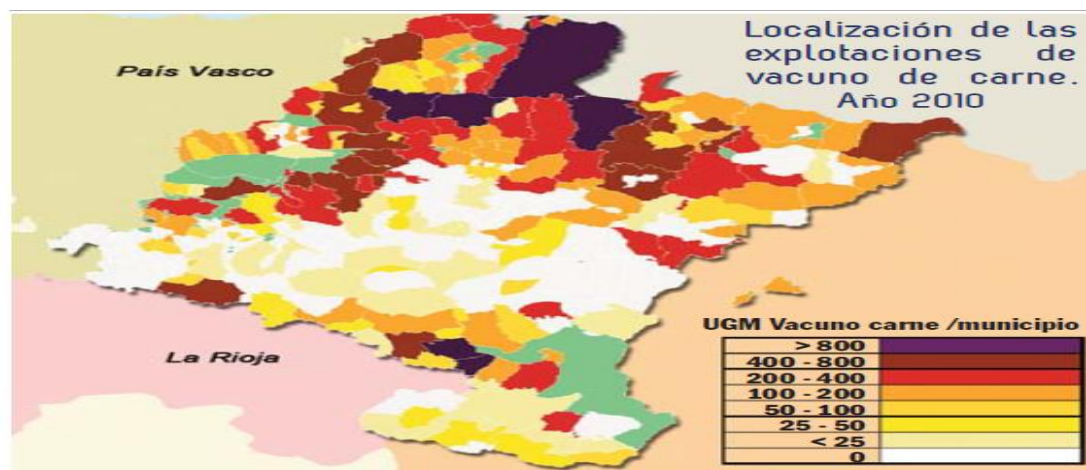 Localización de las
explotaciones de
vacuno de carne.
Año 2010
País Vasco
La Rioja
UGM Vacuno carne /municipio
> 800
400 - 800
200 - 400
100 - 200
50 - 100
25 - 50
< 25
0